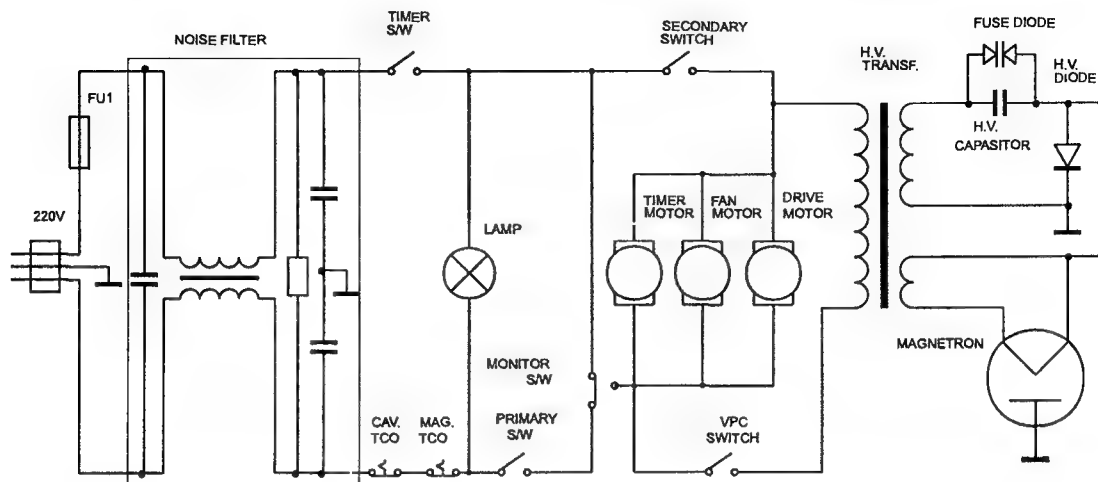 TIMER
S/W
SECONDARY
SWITCH
FUSE DIODE
NOISE FILTER
H.V.
TRANSF.
H.V.
DIODE
FU1
H.V.
CAPASITOR
220V
TIMER
MOTOR
FAN
MOTOR
DRIVE
MOTOR
LAMP
MAGNETRON
MONITOR
S/W
CAV.
TCO
MAG.
TCO
PRIMARY
S/W
VPC
SWITCH